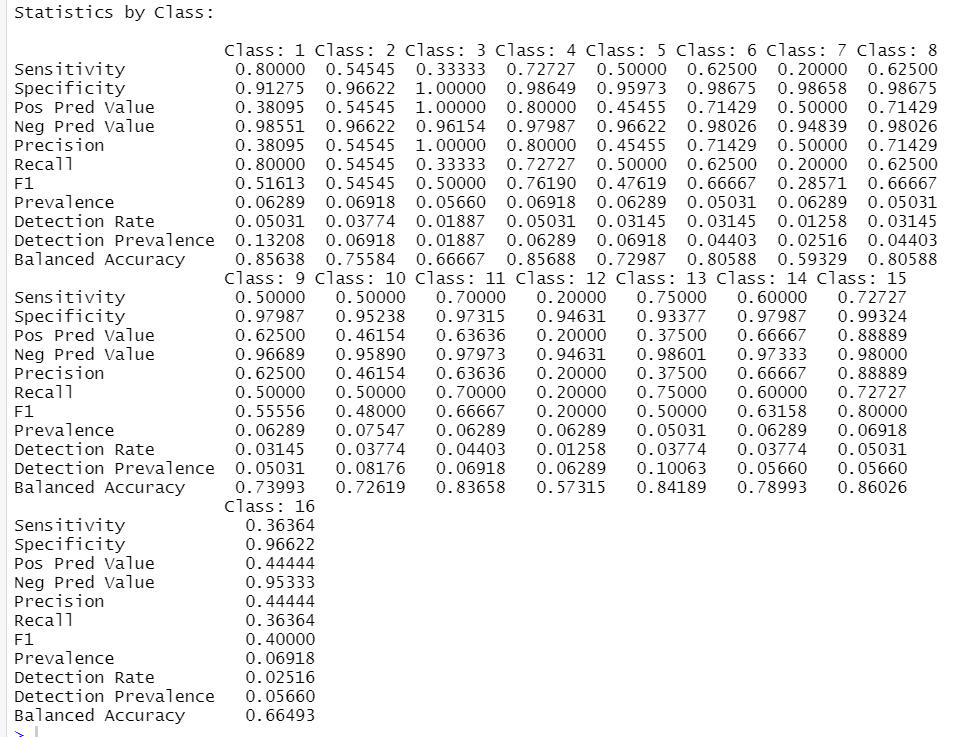 Statistics by Class:

                     Class: 1 Class: 2 Class: 3 Class: 4 Class: 5 Class: 6 Class: 7 Class: 8
Sensitivity           0.80000  0.54545  0.33333  0.72727  0.50000  0.62500  0.20000  0.62500
Specificity           0.91275  0.96622  1.00000  0.98649  0.95973  0.98675  0.98658  0.98675
Pos Pred Value        0.38095  0.54545  1.00000  0.80000  0.45455  0.71429  0.50000  0.71429
Neg Pred Value        0.98551  0.96622  0.96154  0.97987  0.96622  0.98026  0.94839  0.98026
Precision             0.38095  0.54545  1.00000  0.80000  0.45455  0.71429  0.50000  0.71429
Recall                0.80000  0.54545  0.33333  0.72727  0.50000  0.62500  0.20000  0.62500
F1                    0.51613  0.54545  0.50000  0.76190  0.47619  0.66667  0.28571  0.66667
Prevalence            0.06289  0.06918  0.05660  0.06918  0.06289  0.05031  0.06289  0.05031
Detection Rate        0.05031  0.03774  0.01887  0.05031  0.03145  0.03145  0.01258  0.03145
Detection Prevalence  0.13208  0.06918  0.01887  0.06289  0.06918  0.04403  0.02516  0.04403
Balanced Accuracy     0.85638  0.75584  0.66667  0.85688  0.72987  0.80588  0.59329  0.80588
                     Class: 9 Class: 10 Class: 11 Class: 12 Class: 13 Class: 14 Class: 15
Sensitivity           0.50000   0.50000   0.70000   0.20000   0.75000   0.60000   0.72727
Specificity           0.97987   0.95238   0.97315   0.94631   0.93377   0.97987   0.99324
Pos Pred Value        0.62500   0.46154   0.63636   0.20000   0.37500   0.66667   0.88889
Neg Pred Value        0.96689   0.95890   0.97973   0.94631   0.98601   0.97333   0.98000
Precision             0.62500   0.46154   0.63636   0.20000   0.37500   0.66667   0.88889
Recall                0.50000   0.50000   0.70000   0.20000   0.75000   0.60000   0.72727
F1                    0.55556   0.48000   0.66667   0.20000   0.50000   0.63158   0.80000
Prevalence            0.06289   0.07547   0.06289   0.06289   0.05031   0.06289   0.06918
Detection Rate        0.03145   0.03774   0.04403   0.01258   0.03774   0.03774   0.05031
Detection Prevalence  0.05031   0.08176   0.06918   0.06289   0.10063   0.05660   0.05660
Balanced Accuracy     0.73993   0.72619   0.83658   0.57315   0.84189   0.78993   0.86026
                     Class: 16
Sensitivity            0.36364
Specificity            0.96622
Pos Pred Value         0.44444
Neg Pred Value         0.95333
Precision              0.44444
Recall                 0.36364
F1                     0.40000
Prevalence             0.06918
Detection Rate         0.02516
Detection Prevalence   0.05660
Balanced Accuracy      0.66493
>